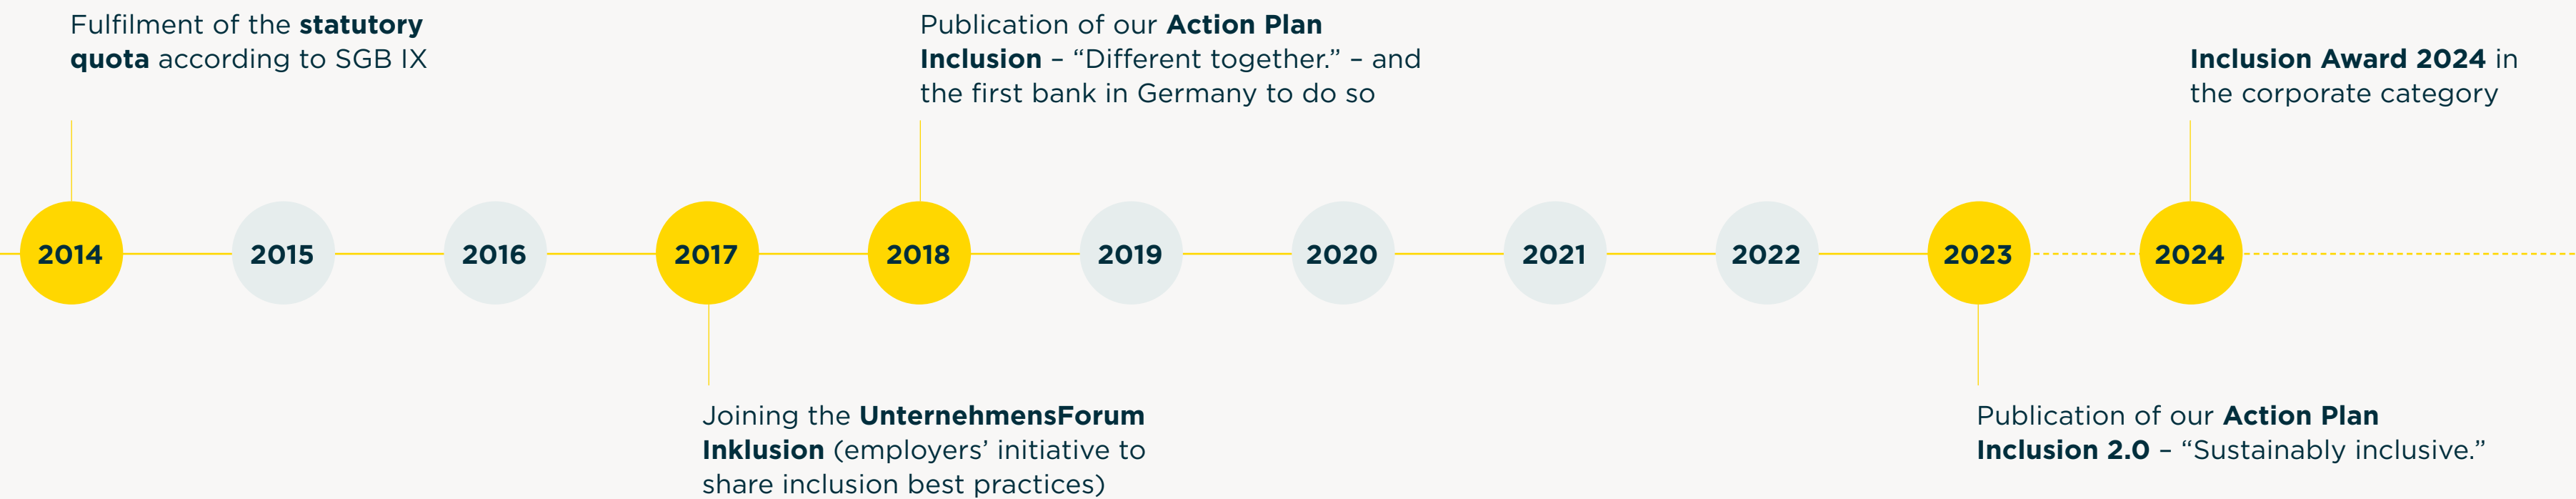 Fulfilment of the statutory
quota according to SGB IX
Publication of our Action Plan
Inclusion – “Different together.” – and
the first bank in Germany to do so
Inclusion Award 2024 in
the corporate category
2014
2015
2016
2017
2018
2019
2020
2021
2022
2023
2024
Joining the UnternehmensForum
Inklusion (employers’ initiative to
share inclusion best practices)
Publication of our Action Plan
Inclusion 2.0 – “Sustainably inclusive.”